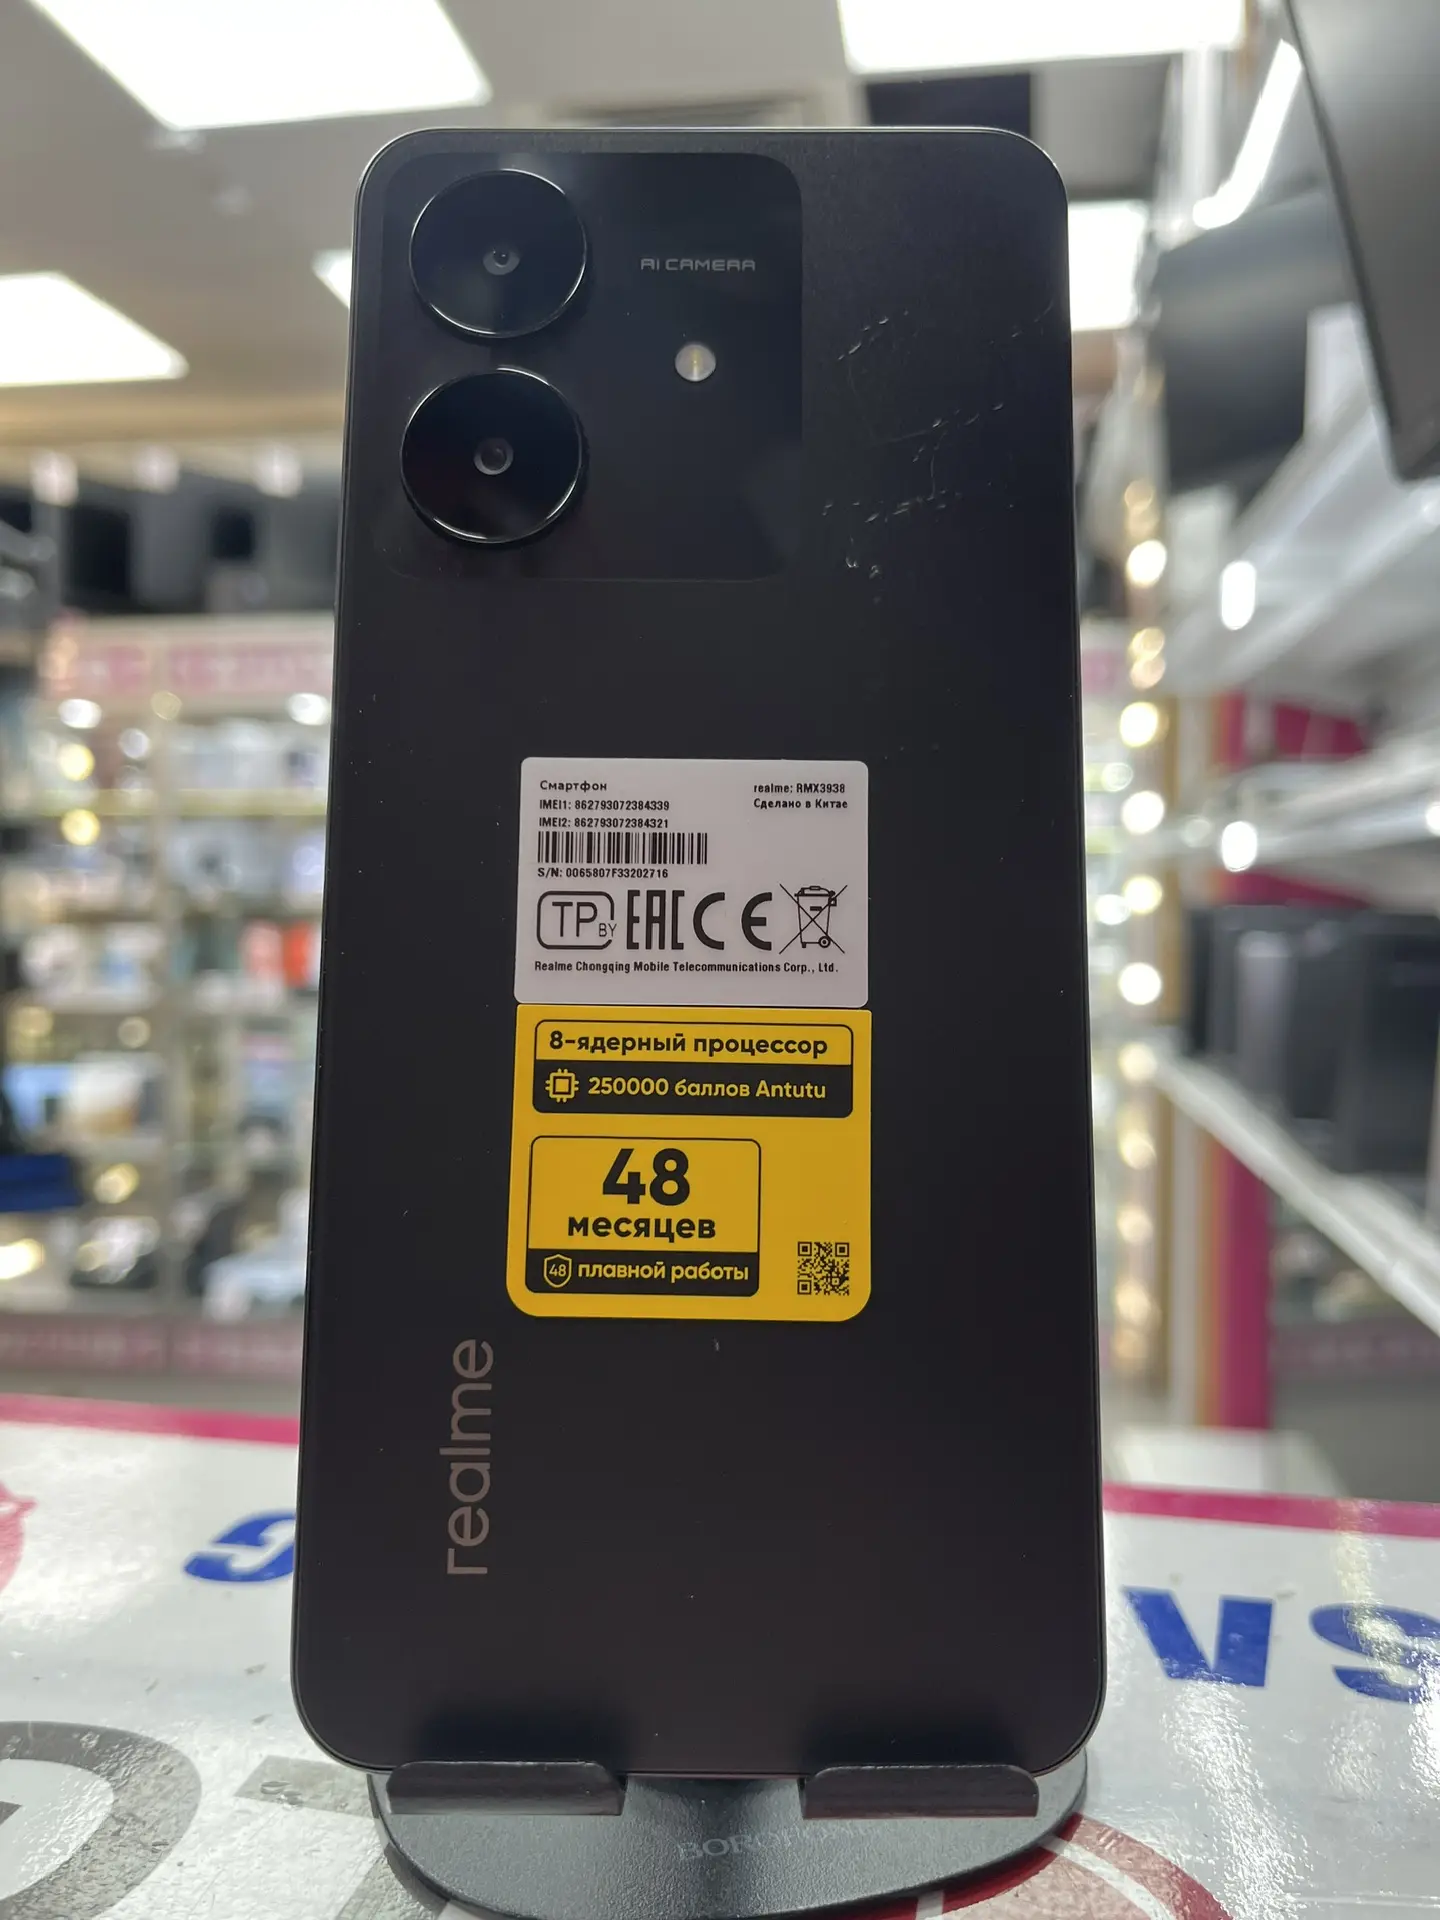 AI CAMERA
Смартфон
realme: RMX3938
IMEI1: 862793072384339
Сделано в Китае
IMEI2: 862793072384321
S/N: 0065807F33202716
TP BY EAC CE
Realme Chongqing Mobile Telecommunications Corp., Ltd.
8-ядерный процессор
250000 баллов Antutu
48
месяцев
48 плавной работы
realme